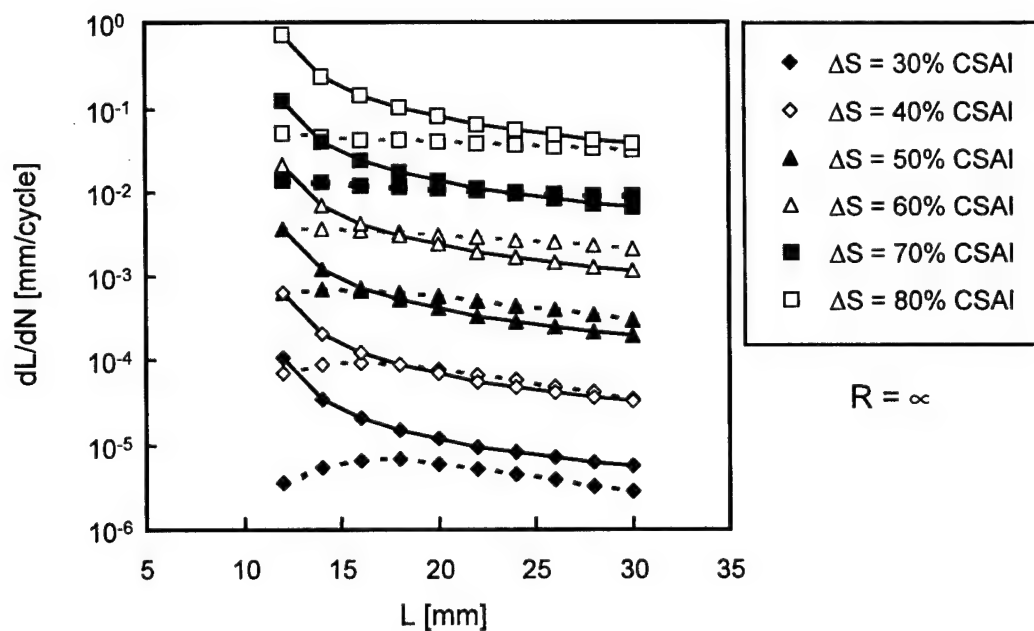 10⁰
10⁻¹
10⁻²
10⁻³
10⁻⁴
10⁻⁵
10⁻⁶
dL/dN [mm/cycle]
5 10 15 20 25 30 35
L [mm]
ΔS = 30% CSAI
ΔS = 40% CSAI
ΔS = 50% CSAI
ΔS = 60% CSAI
ΔS = 70% CSAI
ΔS = 80% CSAI
R = ∝